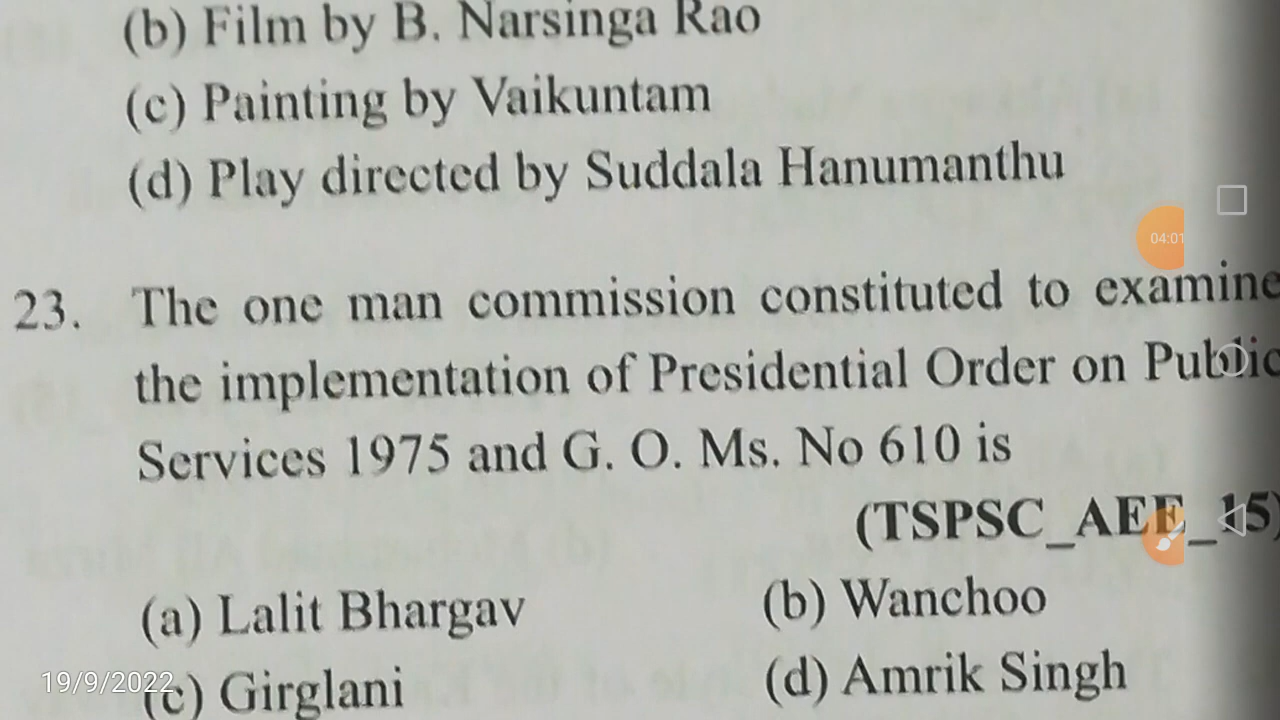 (b) Film by B. Narsinga Rao
(c) Painting by Vaikuntam
(d) Play directed by Suddala Hanumanthu
04:01
23. The one man commission constituted to examine
the implementation of Presidential Order on Public
Services 1975 and G. O. Ms. No 610 is
(TSPSC_AEE_15)
(a) Lalit Bhargav (b) Wanchoo
(c) Girglani (d) Amrik Singh
19/9/2022